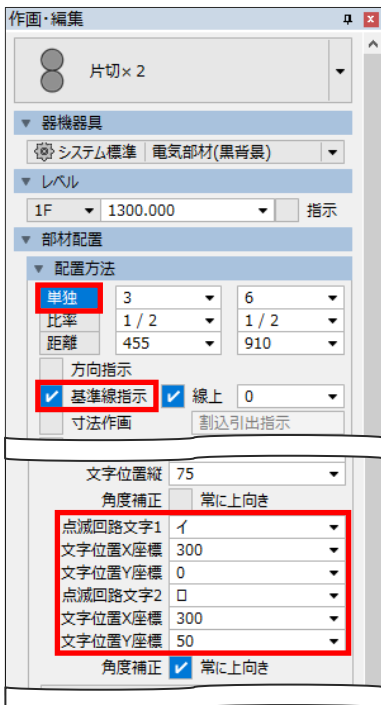 作画・編集
片切×2
器機器具
システム標準 電気部材(黒背景)
レベル
1F 1300.000 指示
部材配置
配置方法
単独 3 6
比率 1 / 2 1 / 2
距離 455 910
方向指示
基準線指示 線上 0
寸法作画 割込引出指示
文字位置縦 75
角度補正 常に上向き
点滅回路文字1 イ
文字位置X座標 300
文字位置Y座標 0
点滅回路文字2 ロ
文字位置X座標 300
文字位置Y座標 50
角度補正 常に上向き